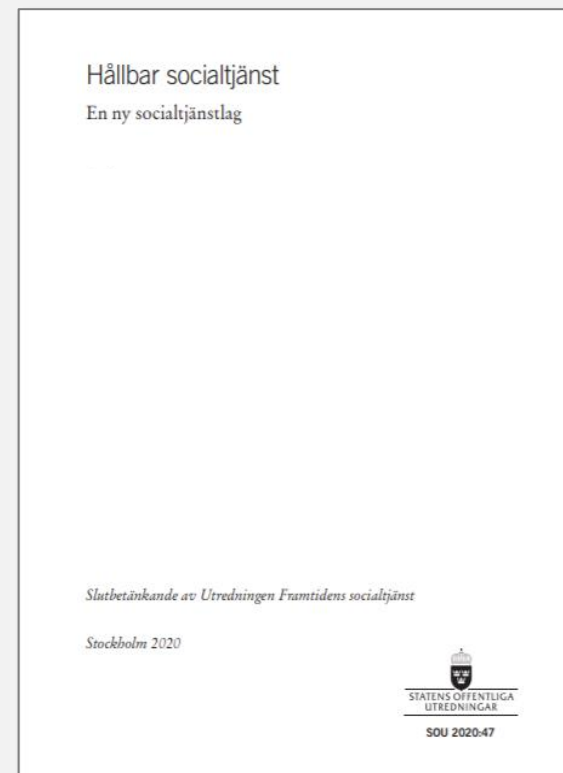 Hållbar socialtjänst
En ny socialtjänstlag
Slutbetänkande av Utredningen Framtidens socialtjänst
Stockholm 2020
STATENS OFFENTLIGA
UTREDNINGAR
SOU 2020:47